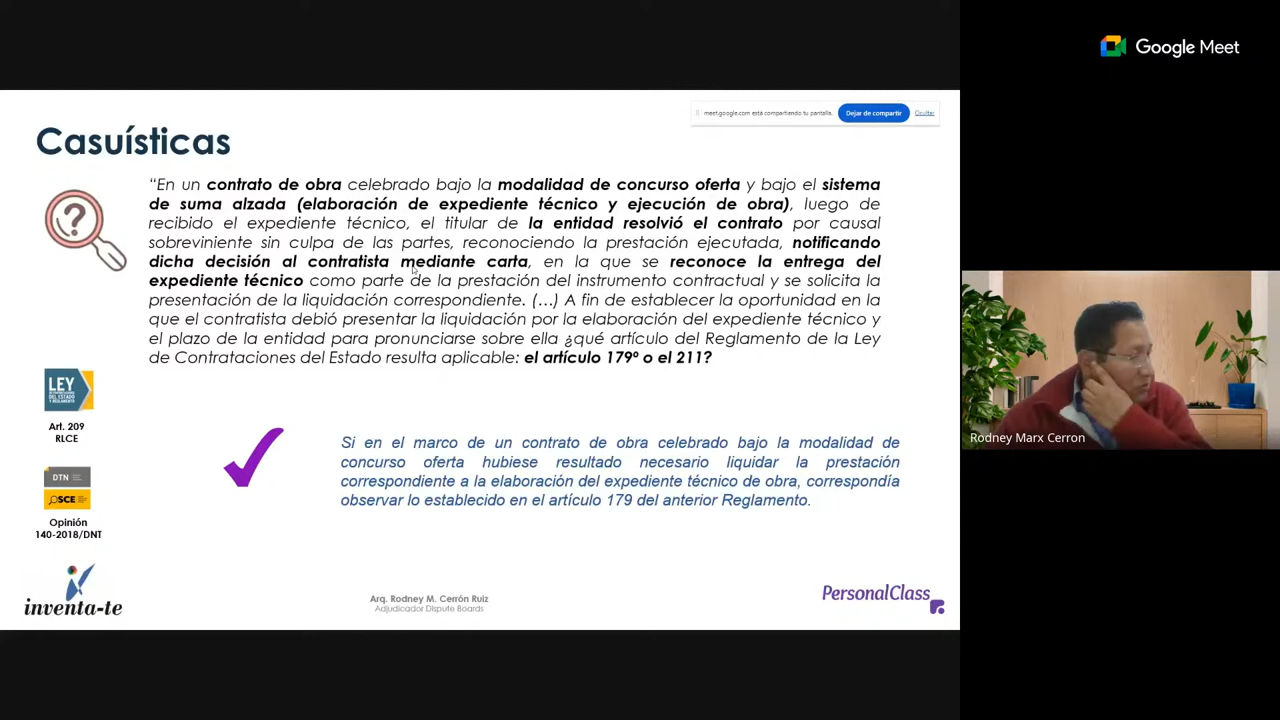 Google Meet
meet.google.com está compartiendo tu pantalla.
Dejar de compartir
Ocultar
Casuísticas
“En un contrato de obra celebrado bajo la modalidad de concurso oferta y bajo el sistema
de suma alzada (elaboración de expediente técnico y ejecución de obra), luego de
recibido el expediente técnico, el titular de la entidad resolvió el contrato por causal
sobreviniente sin culpa de las partes, reconociendo la prestación ejecutada, notificando
dicha decisión al contratista mediante carta, en la que se reconoce la entrega del
expediente técnico como parte de la prestación del instrumento contractual y se solicita la
presentación de la liquidación correspondiente. (...) A fin de establecer la oportunidad en la
que el contratista debió presentar la liquidación por la elaboración del expediente técnico y
el plazo de la entidad para pronunciarse sobre ella ¿qué artículo del Reglamento de la Ley
de Contrataciones del Estado resulta aplicable: el artículo 179º o el 211?
LEY
Art. 209
RLCE
Si en el marco de un contrato de obra celebrado bajo la modalidad de
concurso oferta hubiese resultado necesario liquidar la prestación
correspondiente a la elaboración del expediente técnico de obra, correspondía
observar lo establecido en el artículo 179 del anterior Reglamento.
DTN
OSCE
Opinión
140-2018/DNT
inventa-te
Arq. Rodney M. Cerrón Ruiz
Adjudicador Dispute Boards
PersonalClass
Rodney Marx Cerron